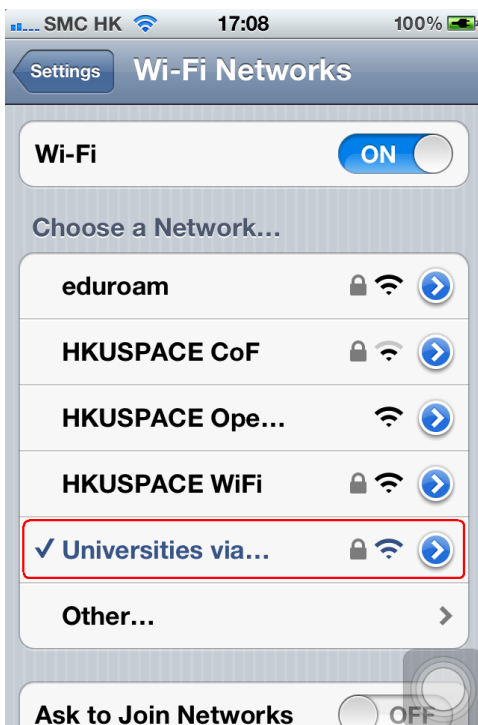 SMC HK 17:08 100%
Settings Wi-Fi Networks
Wi-Fi ON
Choose a Network...
eduroam
HKUSPACE CoF
HKUSPACE Ope...
HKUSPACE WiFi
✓ Universities via...
Other...
Ask to Join Networks OFF